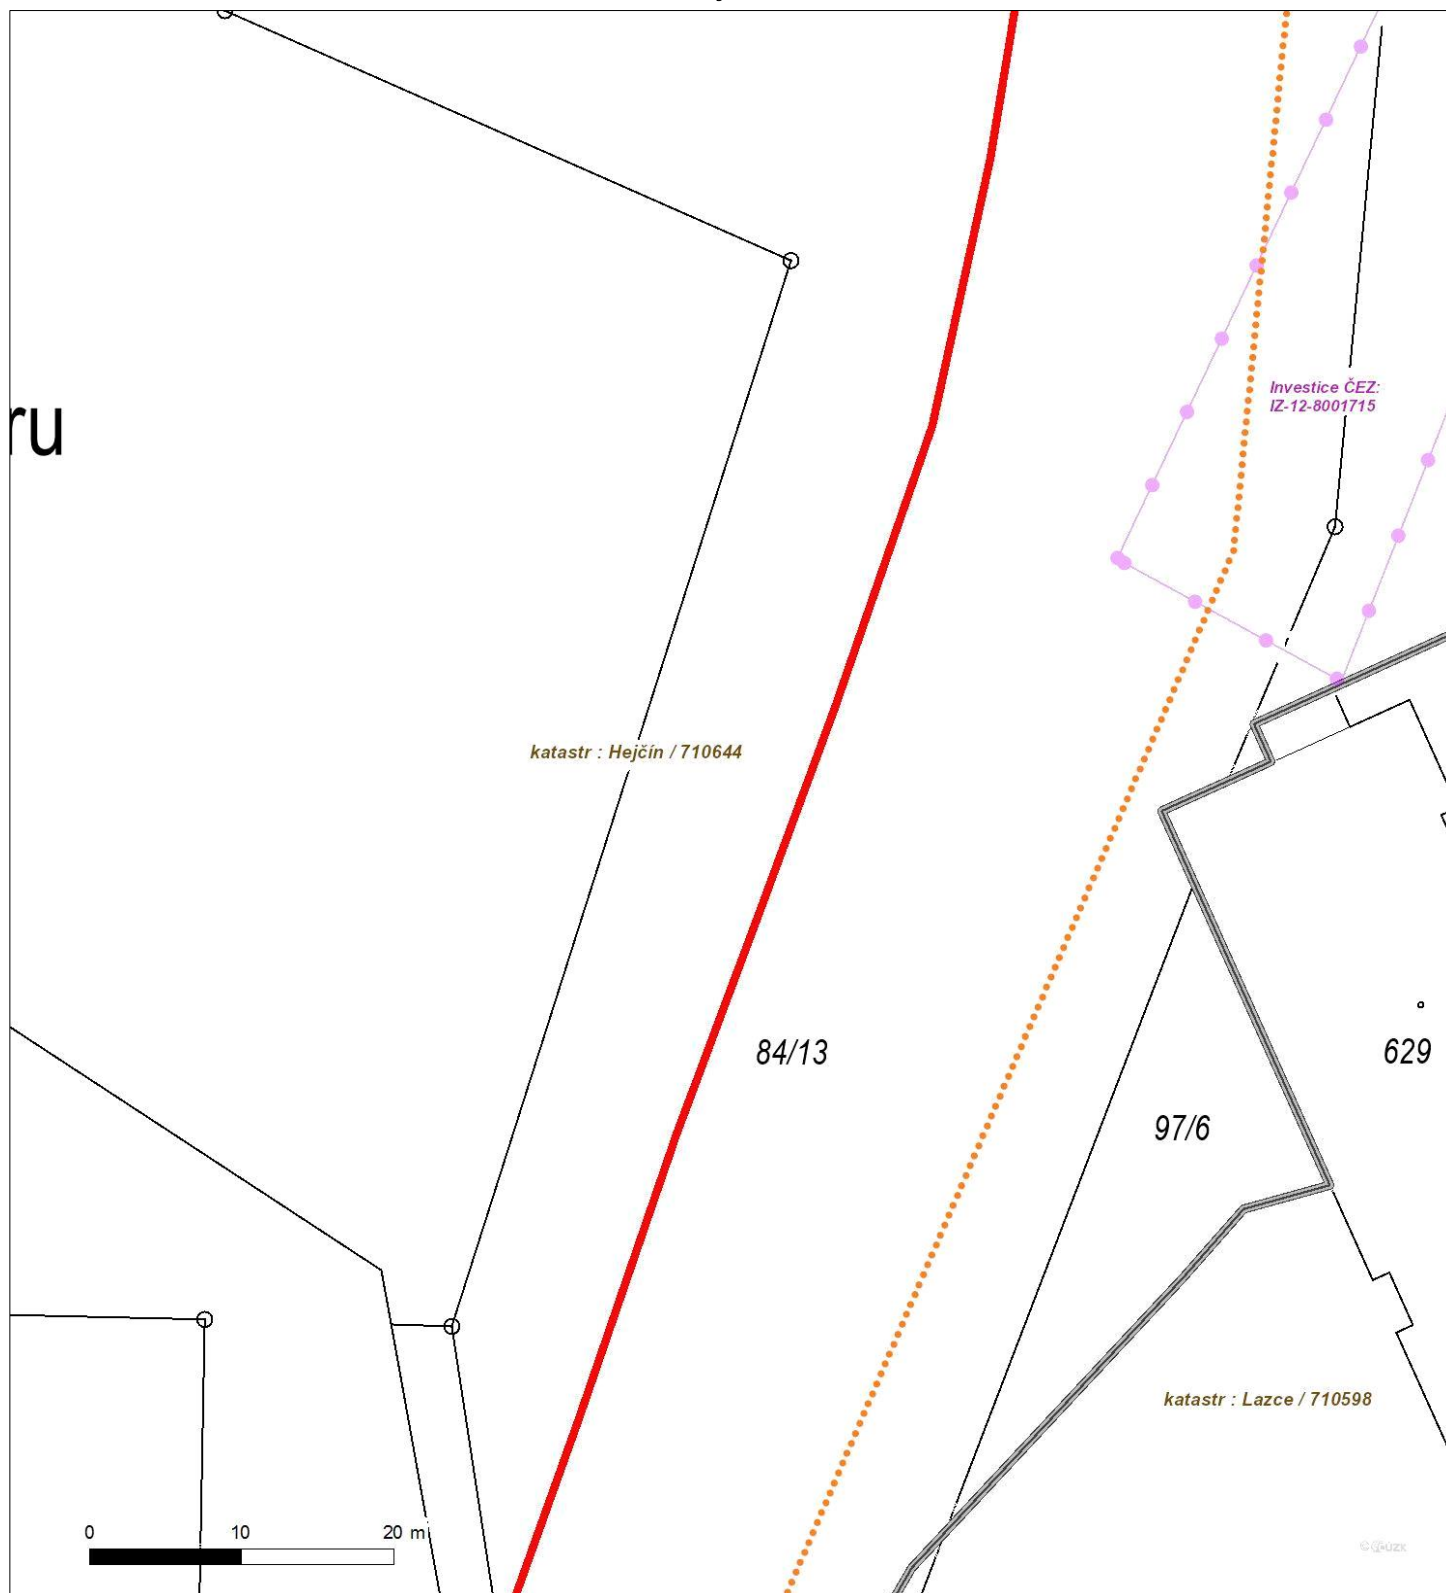 ru
Investice ČEZ:
IZ-12-8001715
katastr : Hejčín / 710644
84/13
629
97/6
katastr : Lazce / 710598
0 10 20 m